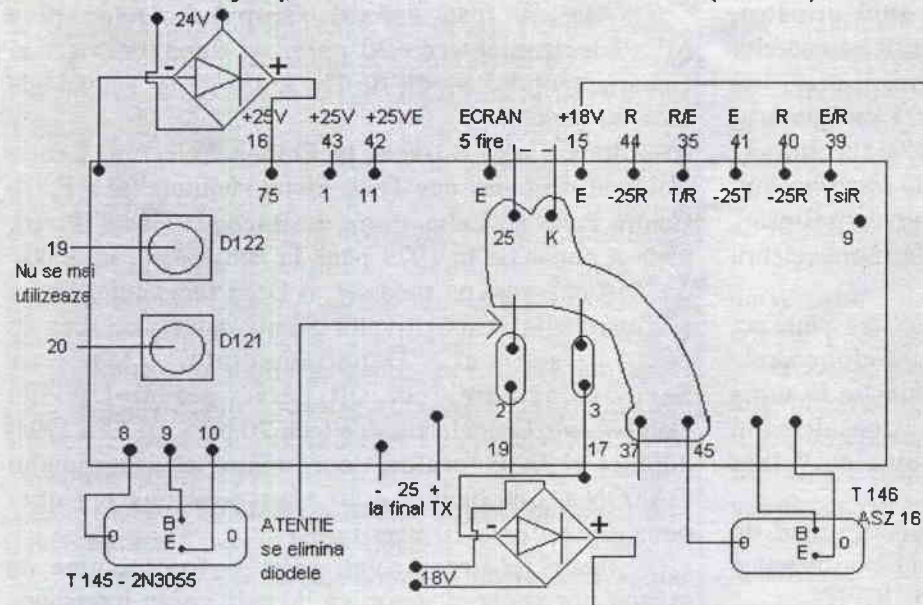 24V
- +
+25V +25V +25VE ECRAN +18V R R/E E R E/R
16 43 42 5 fire 15 44 35 41 40 39
75 1 11 E E -25R T/R -25T -25R TsiR
25 K 9
19 D122
Nu se mai
utilizeaza
20 D121
2 3
8 9 10 19 17 37 45
- 25 +
la final TX
T 146
ASZ 16
0 B E 0
ATENTIE
se elimina
diodele
- +
18V
B E 0
T 145 - 2N3055